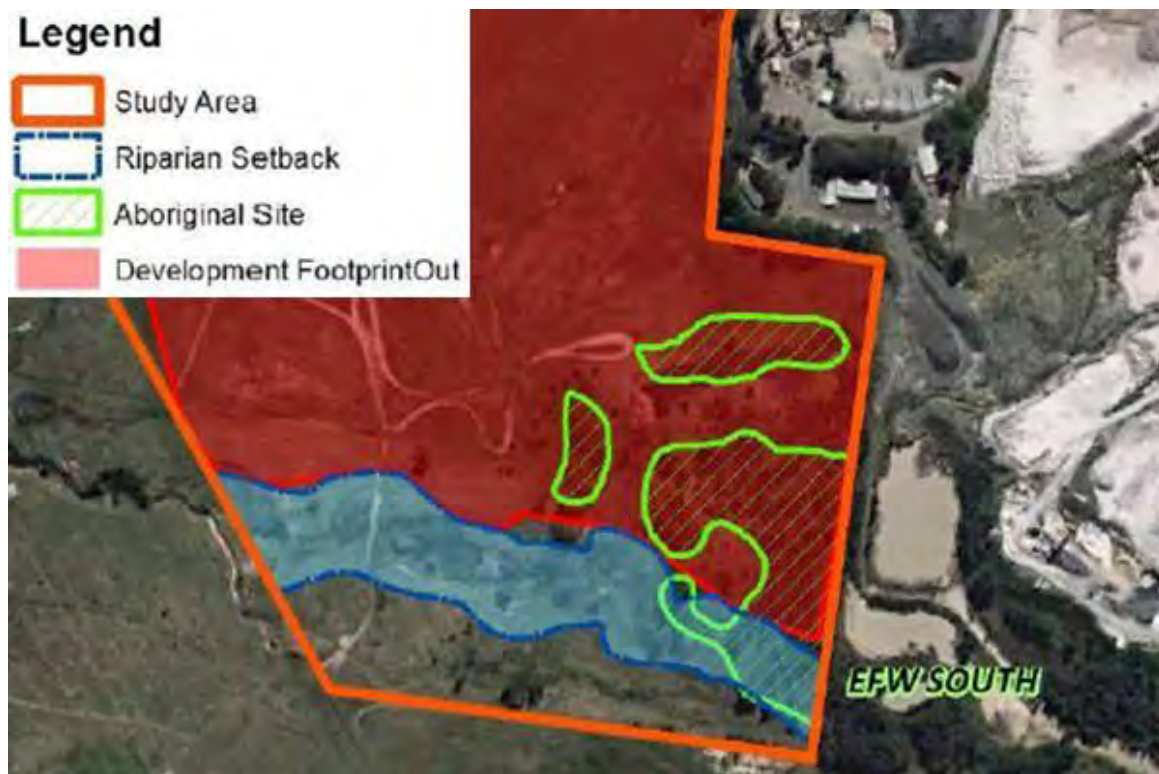 Legend
Study Area
Riparian Setback
Aboriginal Site
Development FootprintOut
EFW SOUTH